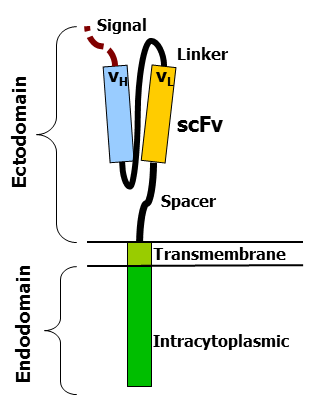 Signal
Linker
VH
VL
scFv
Ectodomain
Spacer
Transmembrane
Endodomain
Intracytoplasmic